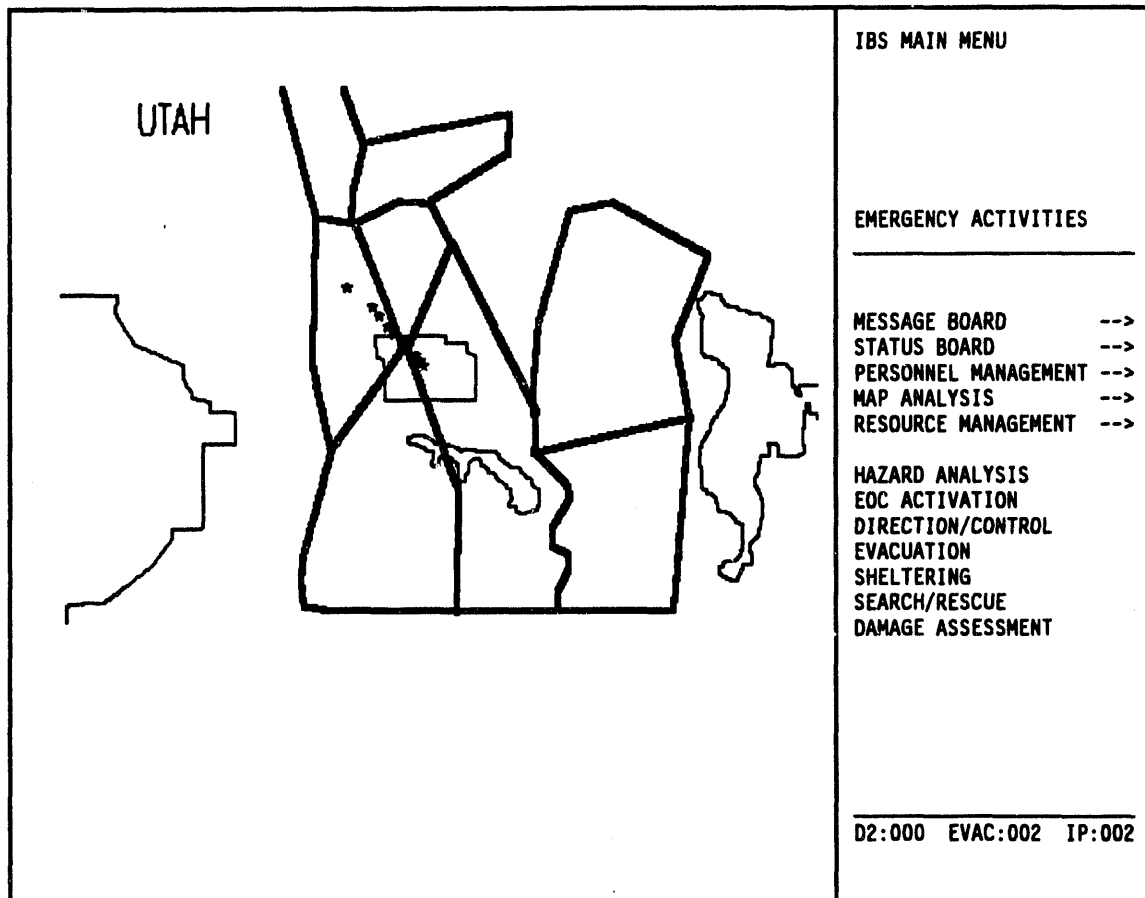 UTAH
IBS MAIN MENU
EMERGENCY ACTIVITIES
MESSAGE BOARD -->
STATUS BOARD -->
PERSONNEL MANAGEMENT -->
MAP ANALYSIS -->
RESOURCE MANAGEMENT -->
HAZARD ANALYSIS
EOC ACTIVATION
DIRECTION/CONTROL
EVACUATION
SHELTERING
SEARCH/RESCUE
DAMAGE ASSESSMENT
D2:000 EVAC:002 IP:002